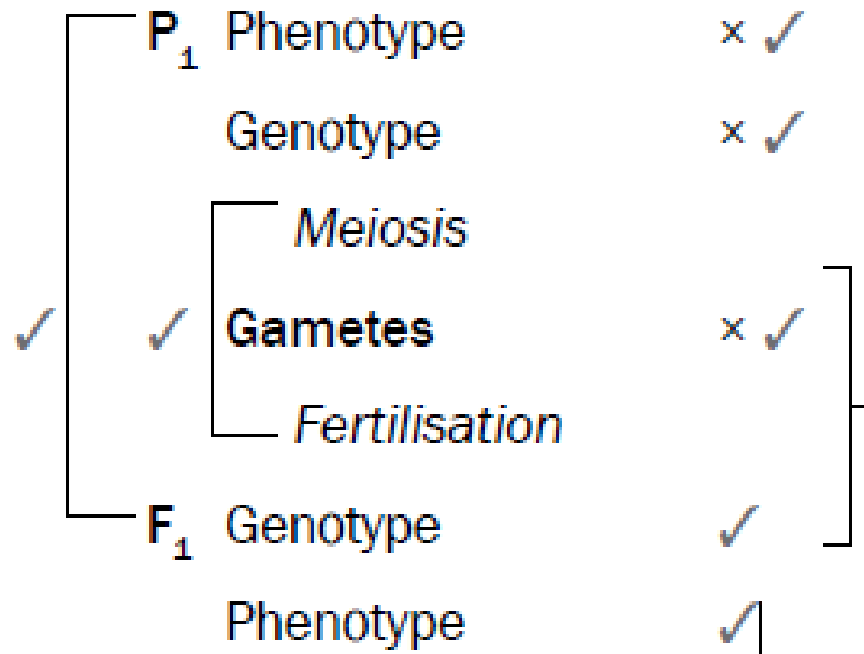 P₁ Phenotype × ✓
Genotype × ✓
Meiosis
✓ ✓ Gametes × ✓
Fertilisation
F₁ Genotype ✓
Phenotype ✓